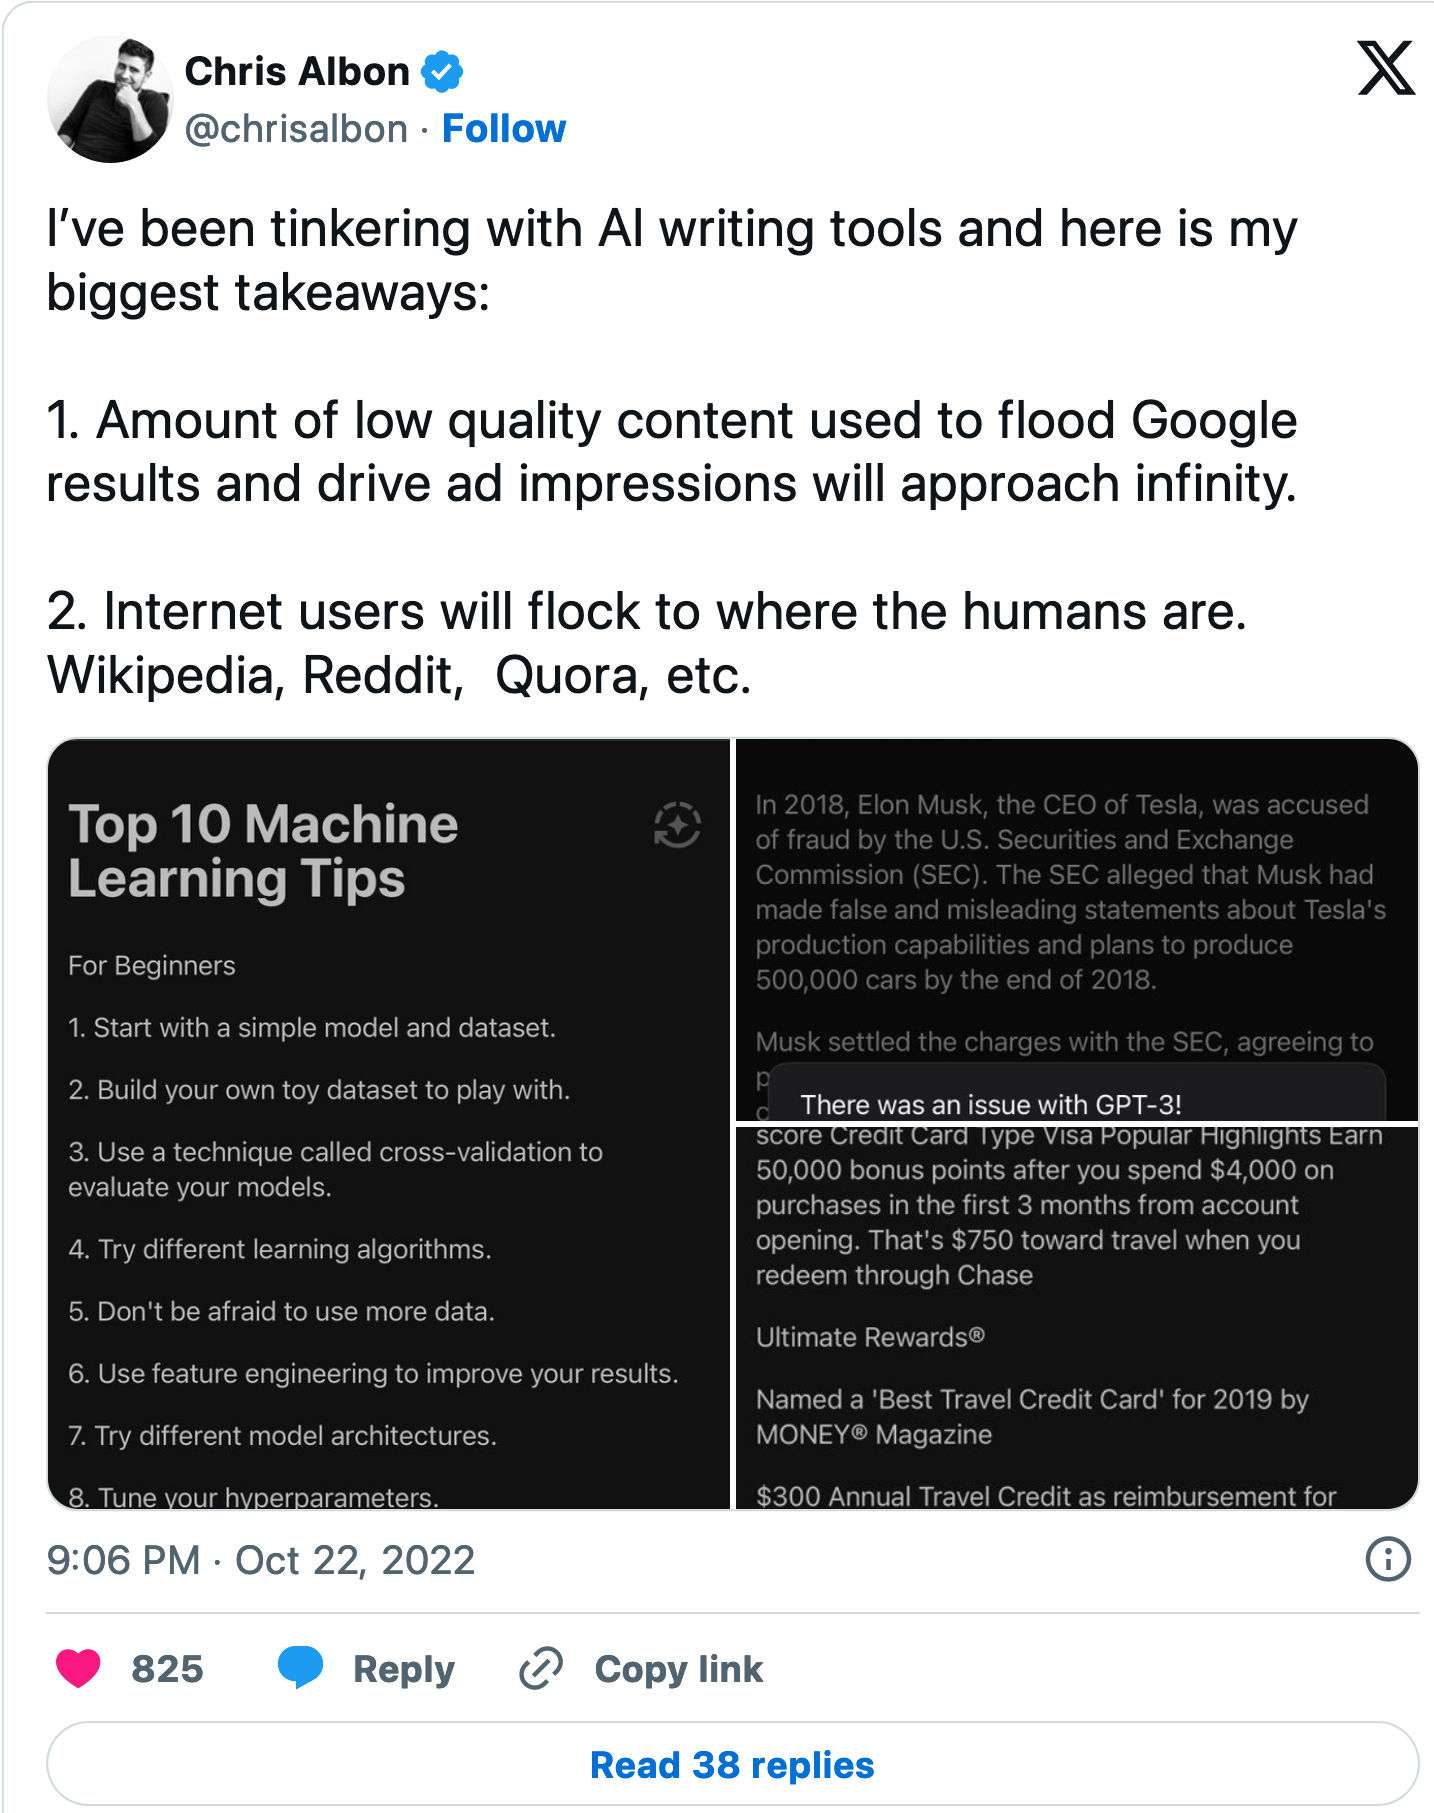 Chris Albon
@chrisalbon · Follow
I’ve been tinkering with AI writing tools and here is my
biggest takeaways:
1. Amount of low quality content used to flood Google
results and drive ad impressions will approach infinity.
2. Internet users will flock to where the humans are.
Wikipedia, Reddit,  Quora, etc.
Top 10 Machine
Learning Tips
For Beginners
1. Start with a simple model and dataset.
2. Build your own toy dataset to play with.
3. Use a technique called cross-validation to
evaluate your models.
4. Try different learning algorithms.
5. Don't be afraid to use more data.
6. Use feature engineering to improve your results.
7. Try different model architectures.
8. Tune your hyperparameters.
In 2018, Elon Musk, the CEO of Tesla, was accused
of fraud by the U.S. Securities and Exchange
Commission (SEC). The SEC alleged that Musk had
made false and misleading statements about Tesla's
production capabilities and plans to produce
500,000 cars by the end of 2018.
Musk settled the charges with the SEC, agreeing to
There was an issue with GPT-3!
score Credit Card Type Visa Popular Highlights Earn
50,000 bonus points after you spend $4,000 on
purchases in the first 3 months from account
opening. That's $750 toward travel when you
redeem through Chase
Ultimate Rewards®
Named a 'Best Travel Credit Card' for 2019 by
MONEY® Magazine
$300 Annual Travel Credit as reimbursement for
9:06 PM · Oct 22, 2022
825 Reply Copy link
Read 38 replies